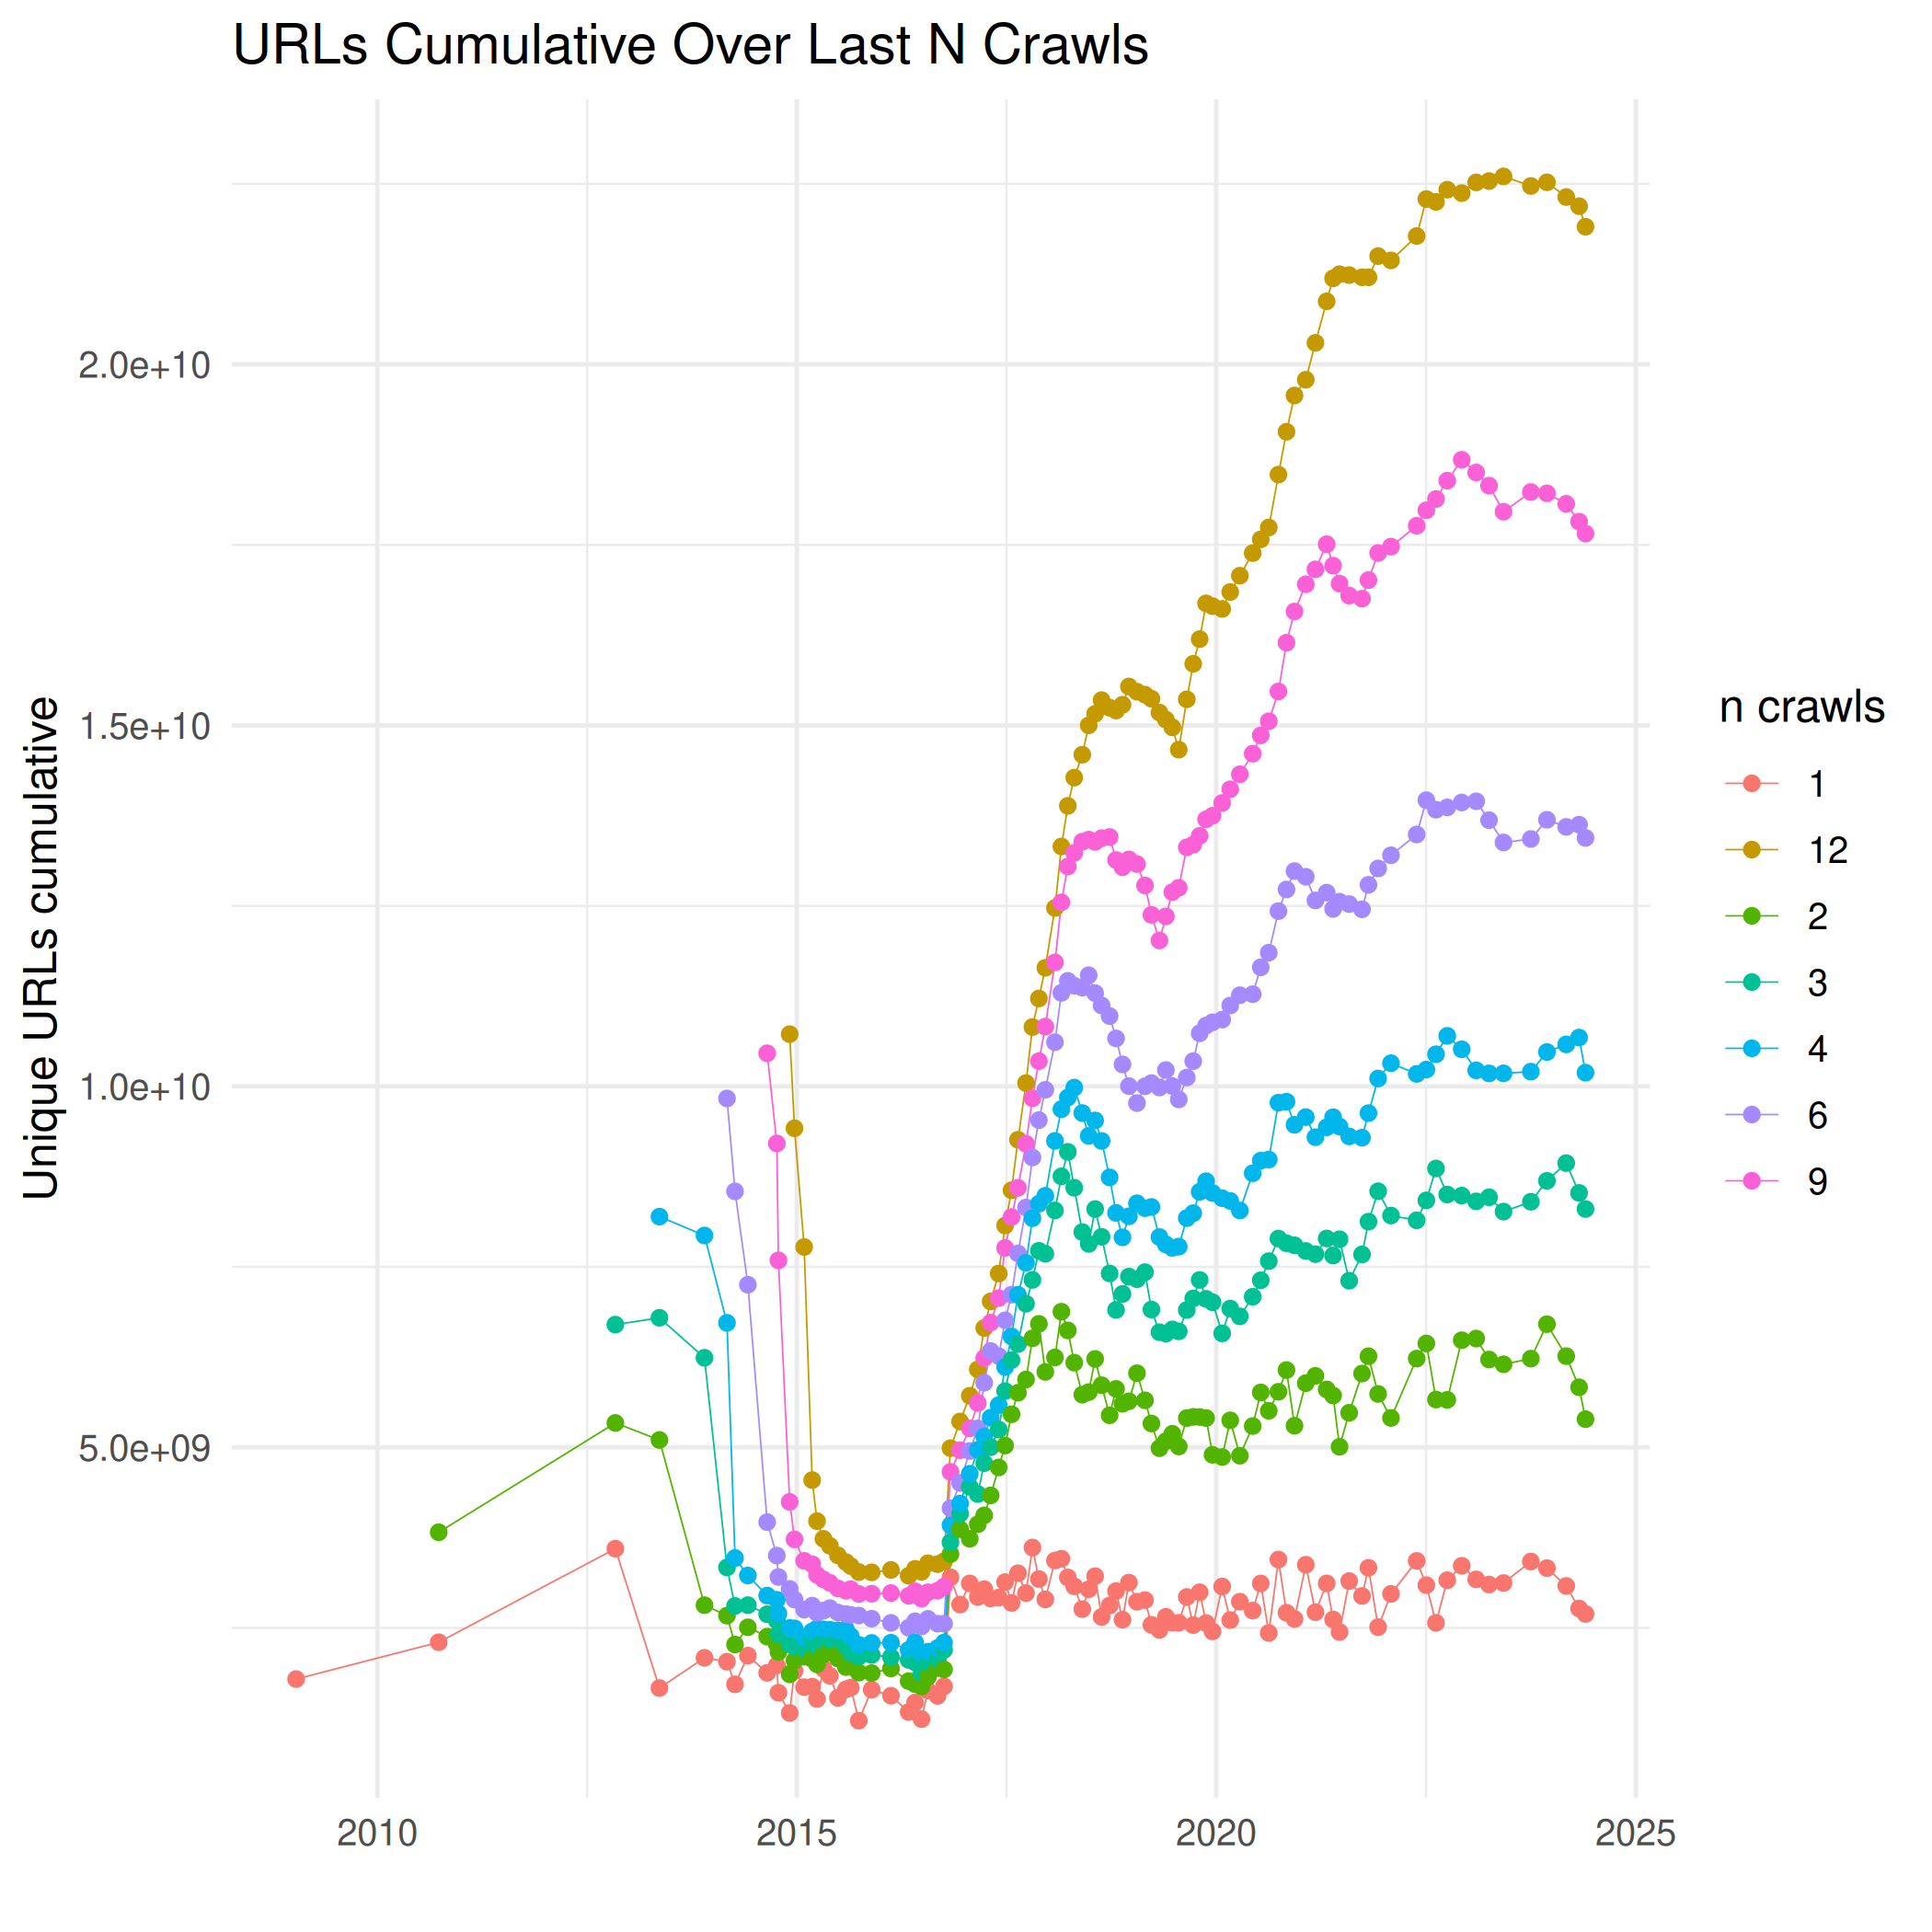 URLs Cumulative Over Last N Crawls
Unique URLs cumulative
2.0e+10
1.5e+10
1.0e+10
5.0e+09
2010
2015
2020
2025
n crawls
1
12
2
3
4
6
9